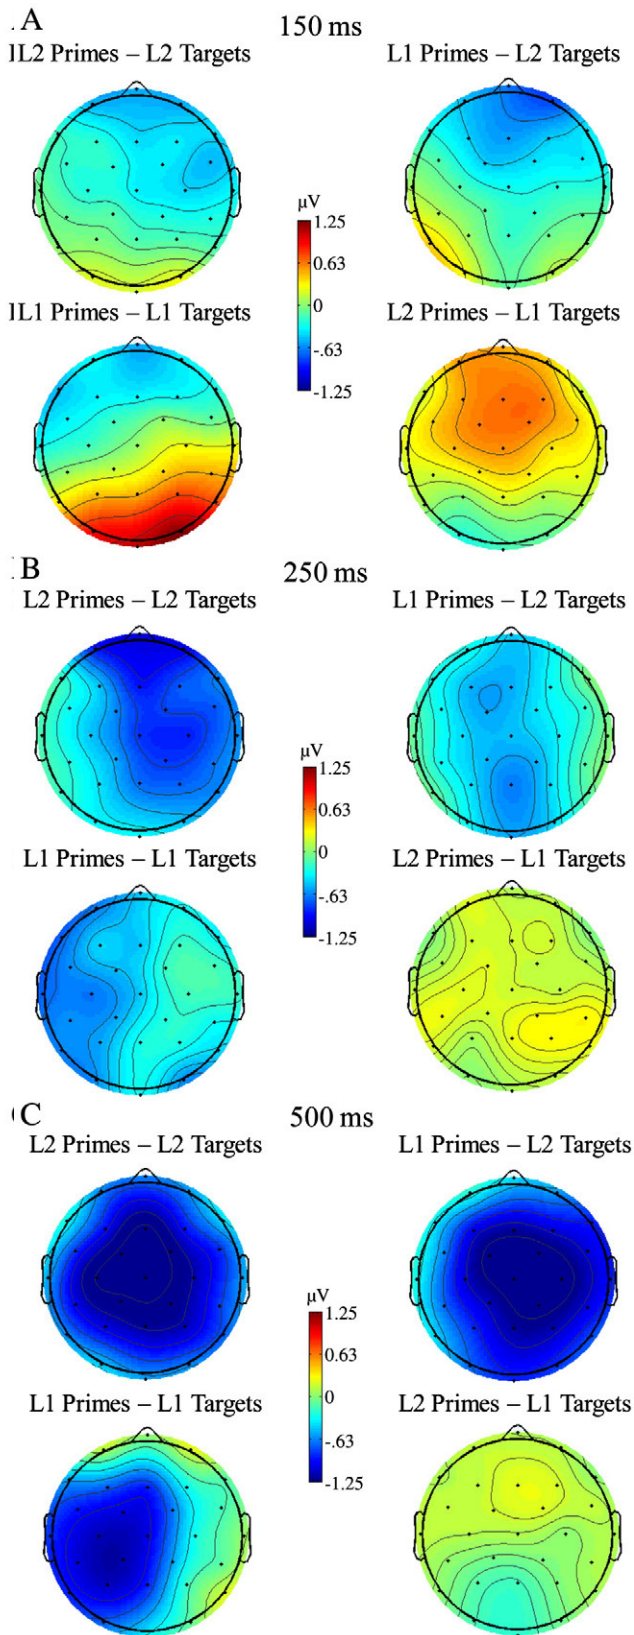 A
150 ms
L2 Primes – L2 Targets
L1 Primes – L2 Targets
µV
1.25
0.63
0
-.63
-1.25
L1 Primes – L1 Targets
L2 Primes – L1 Targets
B
250 ms
L2 Primes – L2 Targets
L1 Primes – L2 Targets
µV
1.25
0.63
0
-.63
-1.25
L1 Primes – L1 Targets
L2 Primes – L1 Targets
C
500 ms
L2 Primes – L2 Targets
L1 Primes – L2 Targets
µV
1.25
0.63
0
-.63
-1.25
L1 Primes – L1 Targets
L2 Primes – L1 Targets